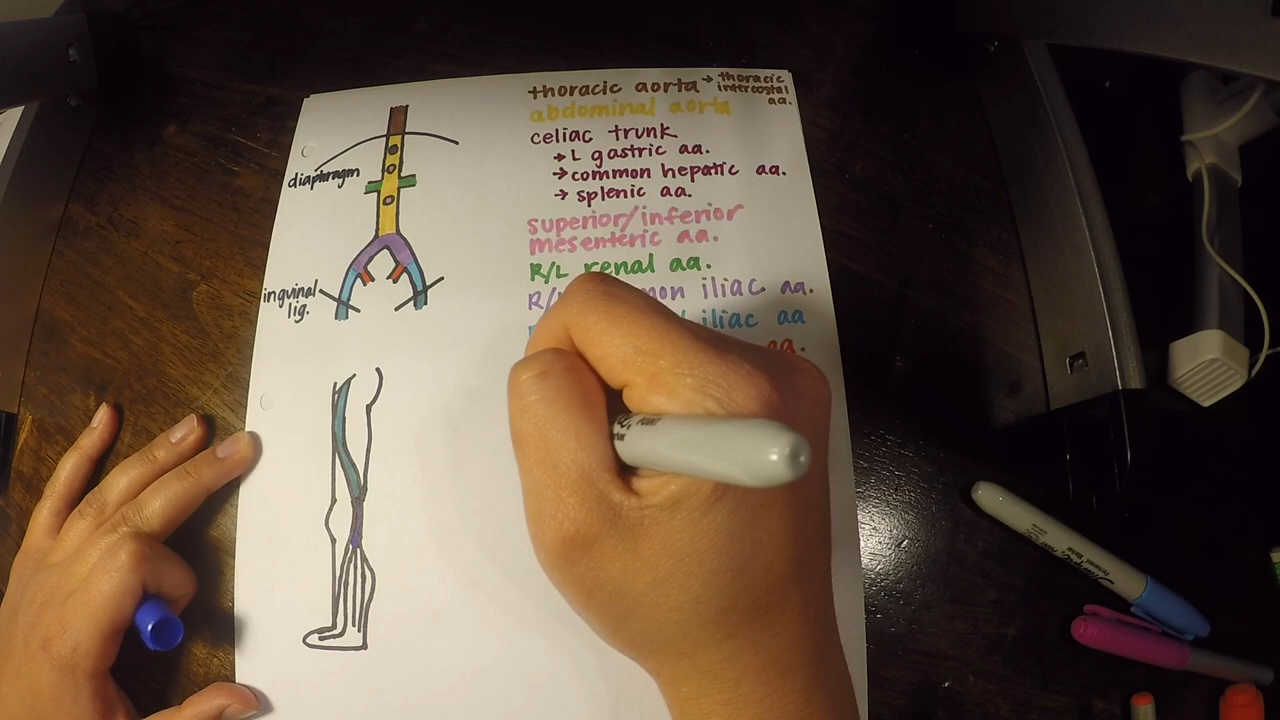 thoracic aorta → thoracic
intercostal
aa.
abdominal aorta
celiac trunk
→ L gastric aa.
→ common hepatic aa.
→ splenic aa.
superior/inferior
mesenteric aa.
R/L renal aa.
iliac aa.
iliac aa
aa.
diaphragm
inguinal
lig.